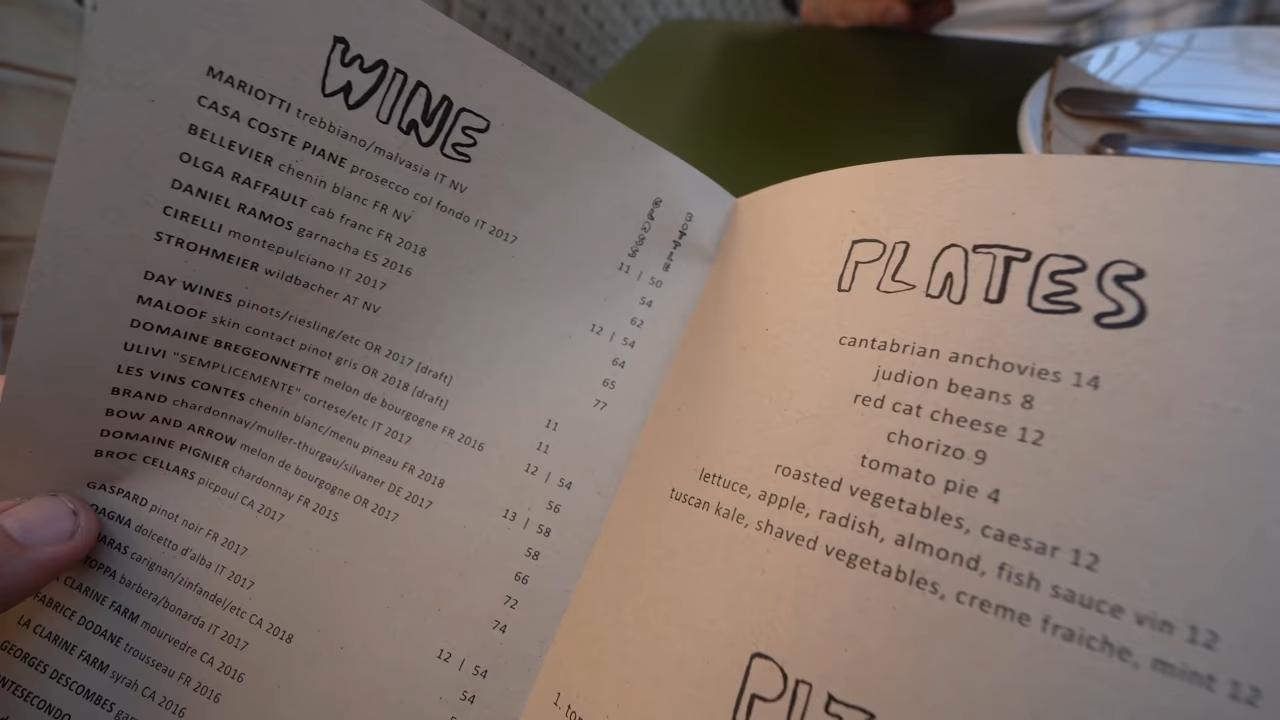 WINE
GLASS BOTTLE
MARIOTTI trebbiano/malvasia IT NV 11 | 50
CASA COSTE PIANE prosecco col fondo IT 2017 54
BELLEVIER chenin blanc FR NV 62
OLGA RAFFAULT cab franc FR 2018 12 | 54
DANIEL RAMOS garnacha ES 2016 64
CIRELLI montepulciano IT 2017 65
STROHMEIER wildbacher AT NV 77
DAY WINES pinots/riesling/etc OR 2017 [draft] 11
MALOOF skin contact pinot gris OR 2018 [draft] 11
DOMAINE BREGEONNETTE melon de bourgogne FR 2016 12 | 54
ULIVI "SEMPLICEMENTE" cortese/etc IT 2017 56
LES VINS CONTES chenin blanc/menu pineau FR 2018 13 | 58
BRAND chardonnay/muller-thurgau/silvaner DE 2017 58
BOW AND ARROW melon de bourgogne OR 2017 66
DOMAINE PIGNIER chardonnay FR 2015 72
BROC CELLARS picpoul CA 2017 74
GASPARD pinot noir FR 2017 12 | 54
dolcetto d'alba IT 2017 54
carignan/zinfandel/etc CA 2018
barbera/bonarda IT 2017
CLARINE FARM mourvedre CA 2016
FABRICE DODANE trousseau FR 2016
LA CLARINE FARM syrah CA 2016
GEORGES DESCOMBES
PLATES
cantabrian anchovies 14
judion beans 8
red cat cheese 12
chorizo 9
tomato pie 4
roasted vegetables, caesar 12
lettuce, apple, radish, almond, fish sauce vin 12
tuscan kale, shaved vegetables, creme fraiche, mint 12
1.